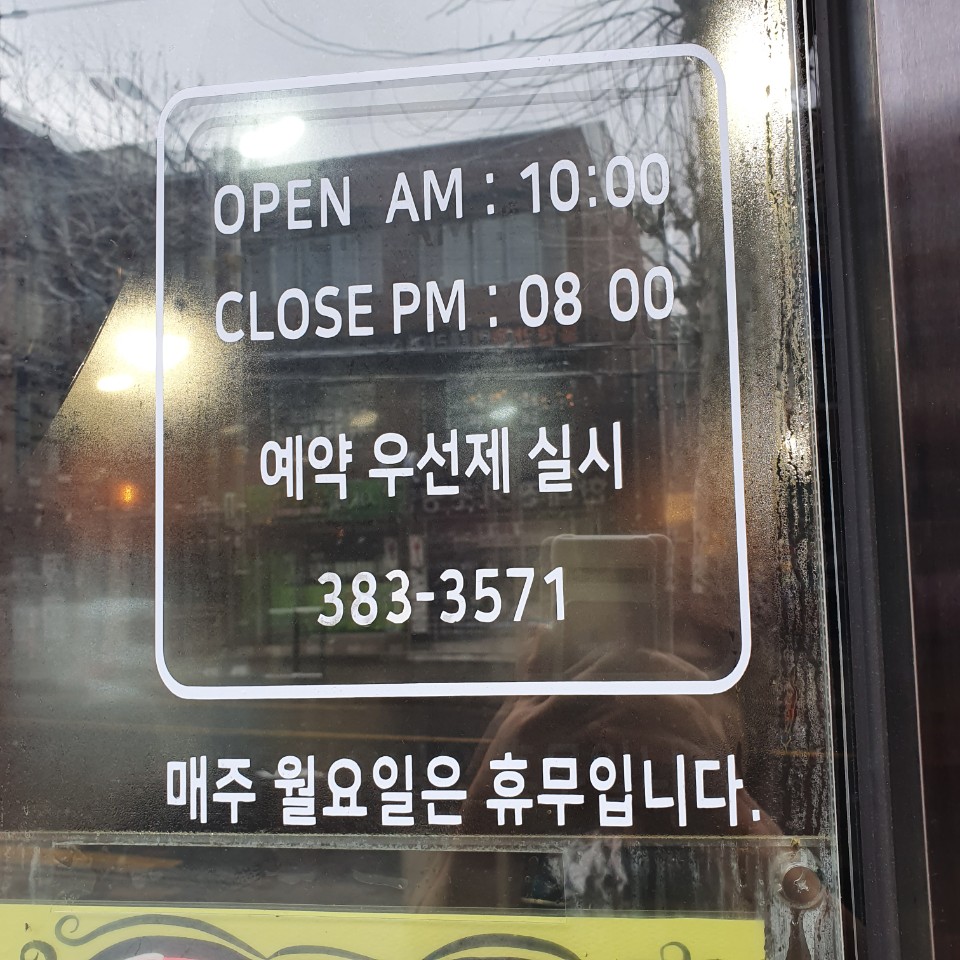 OPEN AM : 10:00
CLOSE PM : 08 00
예약 우선제 실시
383-3571
매주 월요일은 휴무입니다.